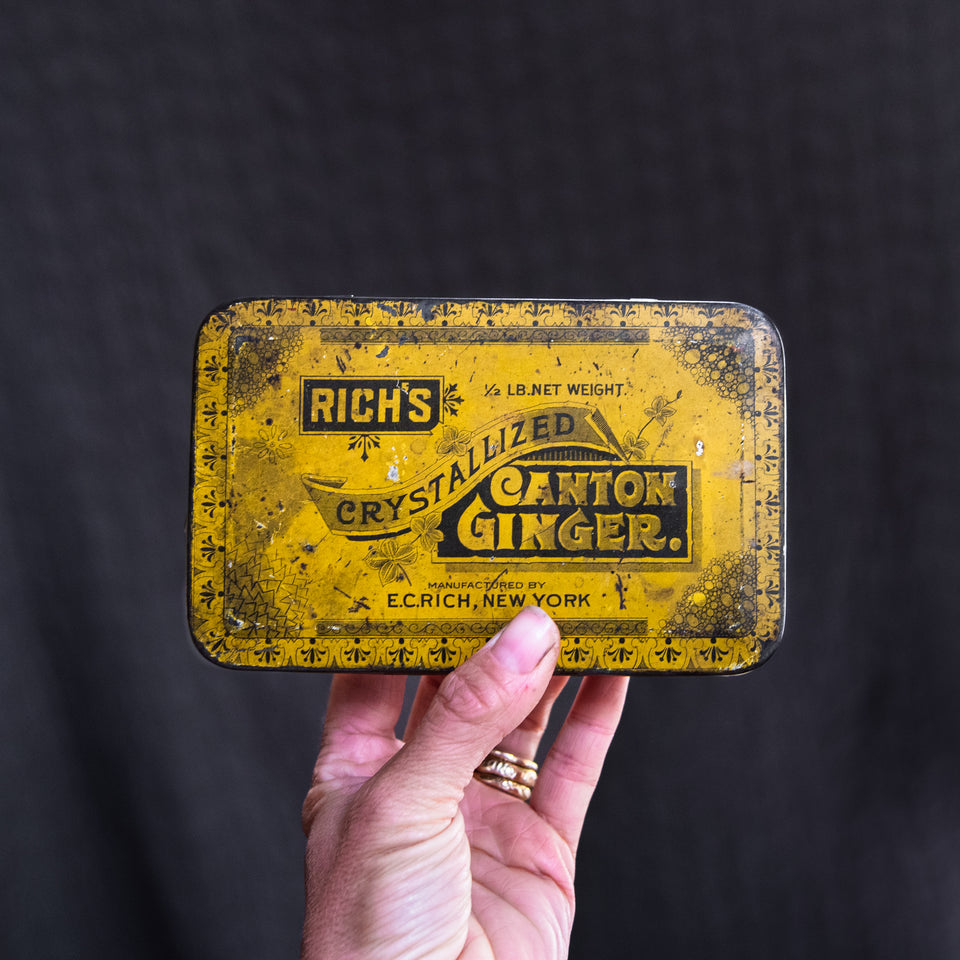 RICH'S
½ LB. NET WEIGHT.
CRYSTALLIZED
CANTON
GINGER.
MANUFACTURED BY
E.C.RICH, NEW YORK